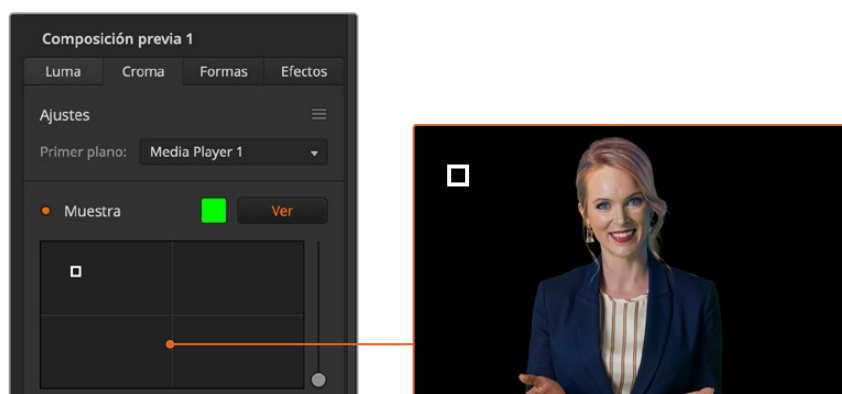 Composición previa 1
Luma Croma Formas Efectos
Ajustes
Primer plano: Media Player 1
Muestra Ver